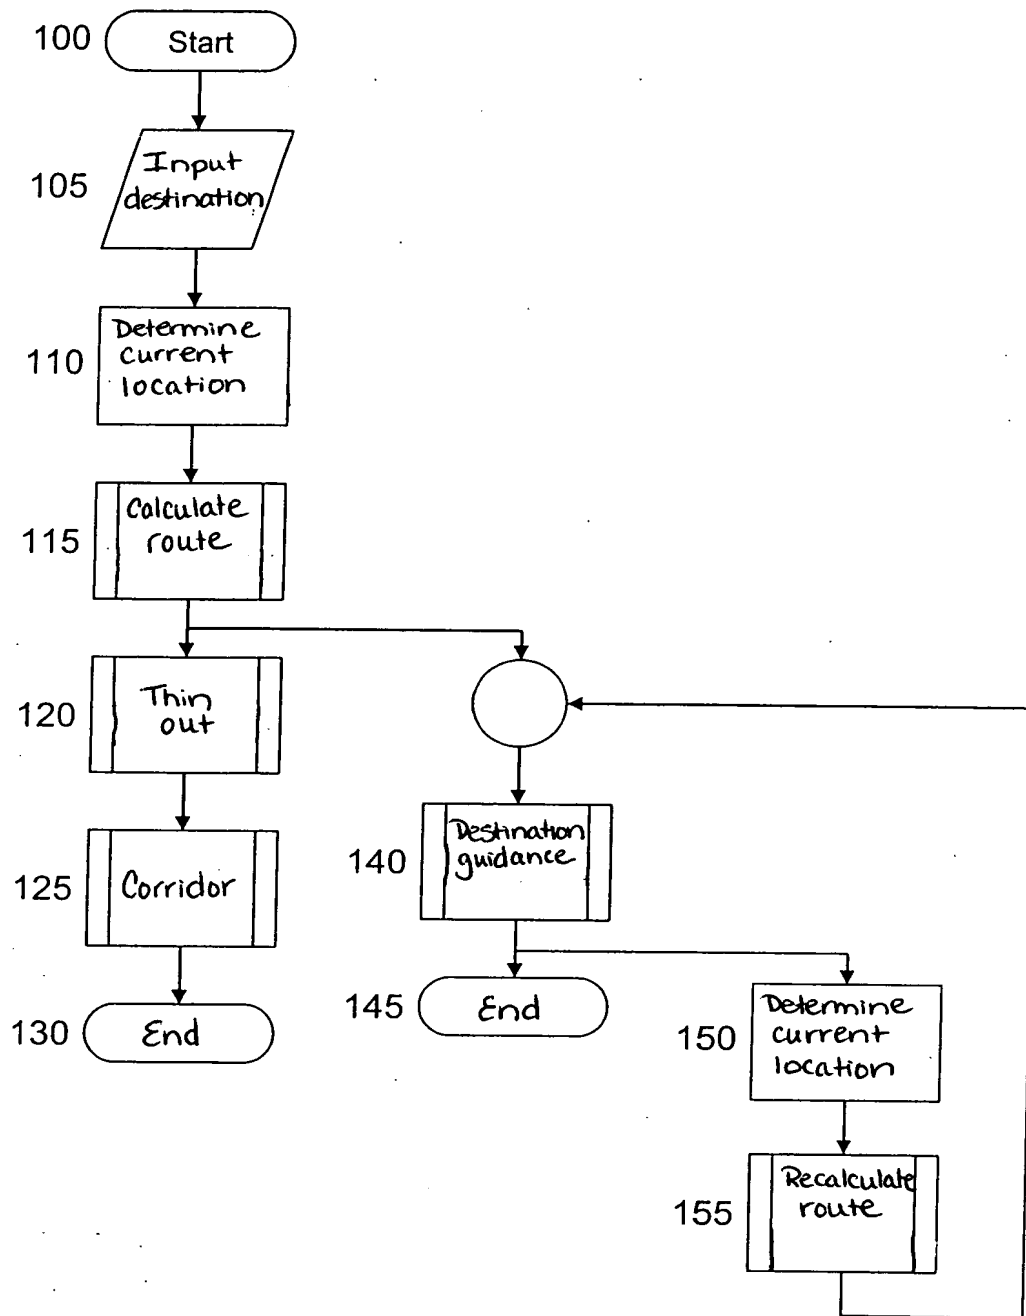 100 Start
105 Input
destination
110 Determine
current
location
115 Calculate
route
120 Thin
out
125 Corridor
130 End
140 Destination
guidance
145 End
150 Determine
current
location
155 Recalculate
route